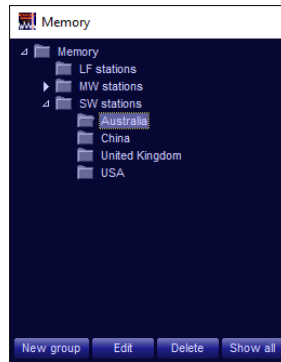 Memory
Memory
LF stations
MW stations
SW stations
Australia
China
United Kingdom
USA
New group Edit Delete Show all